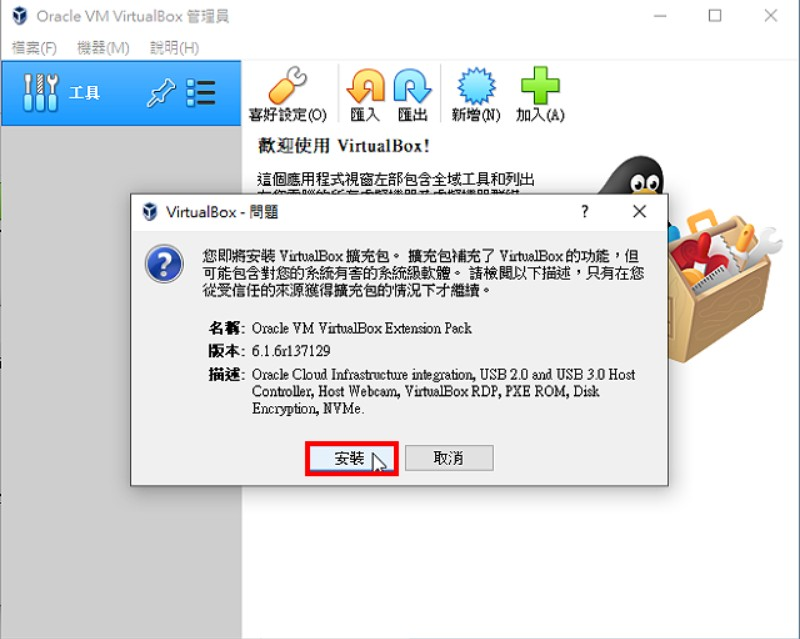 Oracle VM VirtualBox 管理員
檔案(F) 機器(M) 說明(H)
工具
喜好設定(O) 匯入 匯出 新增(N) 加入(A)
歡迎使用 VirtualBox!
這個應用程式視窗左部包含全域工具和列出
VirtualBox - 問題
您即將安裝 VirtualBox 擴充包。 擴充包補充了 VirtualBox 的功能，但
可能包含對您的系統有害的系統級軟體。 請檢閱以下描述，只有在您
從受信任的來源獲得擴充包的情況下才繼續。
名稱: Oracle VM VirtualBox Extension Pack
版本: 6.1.6r137129
描述: Oracle Cloud Infrastructure integration, USB 2.0 and USB 3.0 Host
Controller, Host Webcam, VirtualBox RDP, PXE ROM, Disk
Encryption, NVMe.
安裝 取消